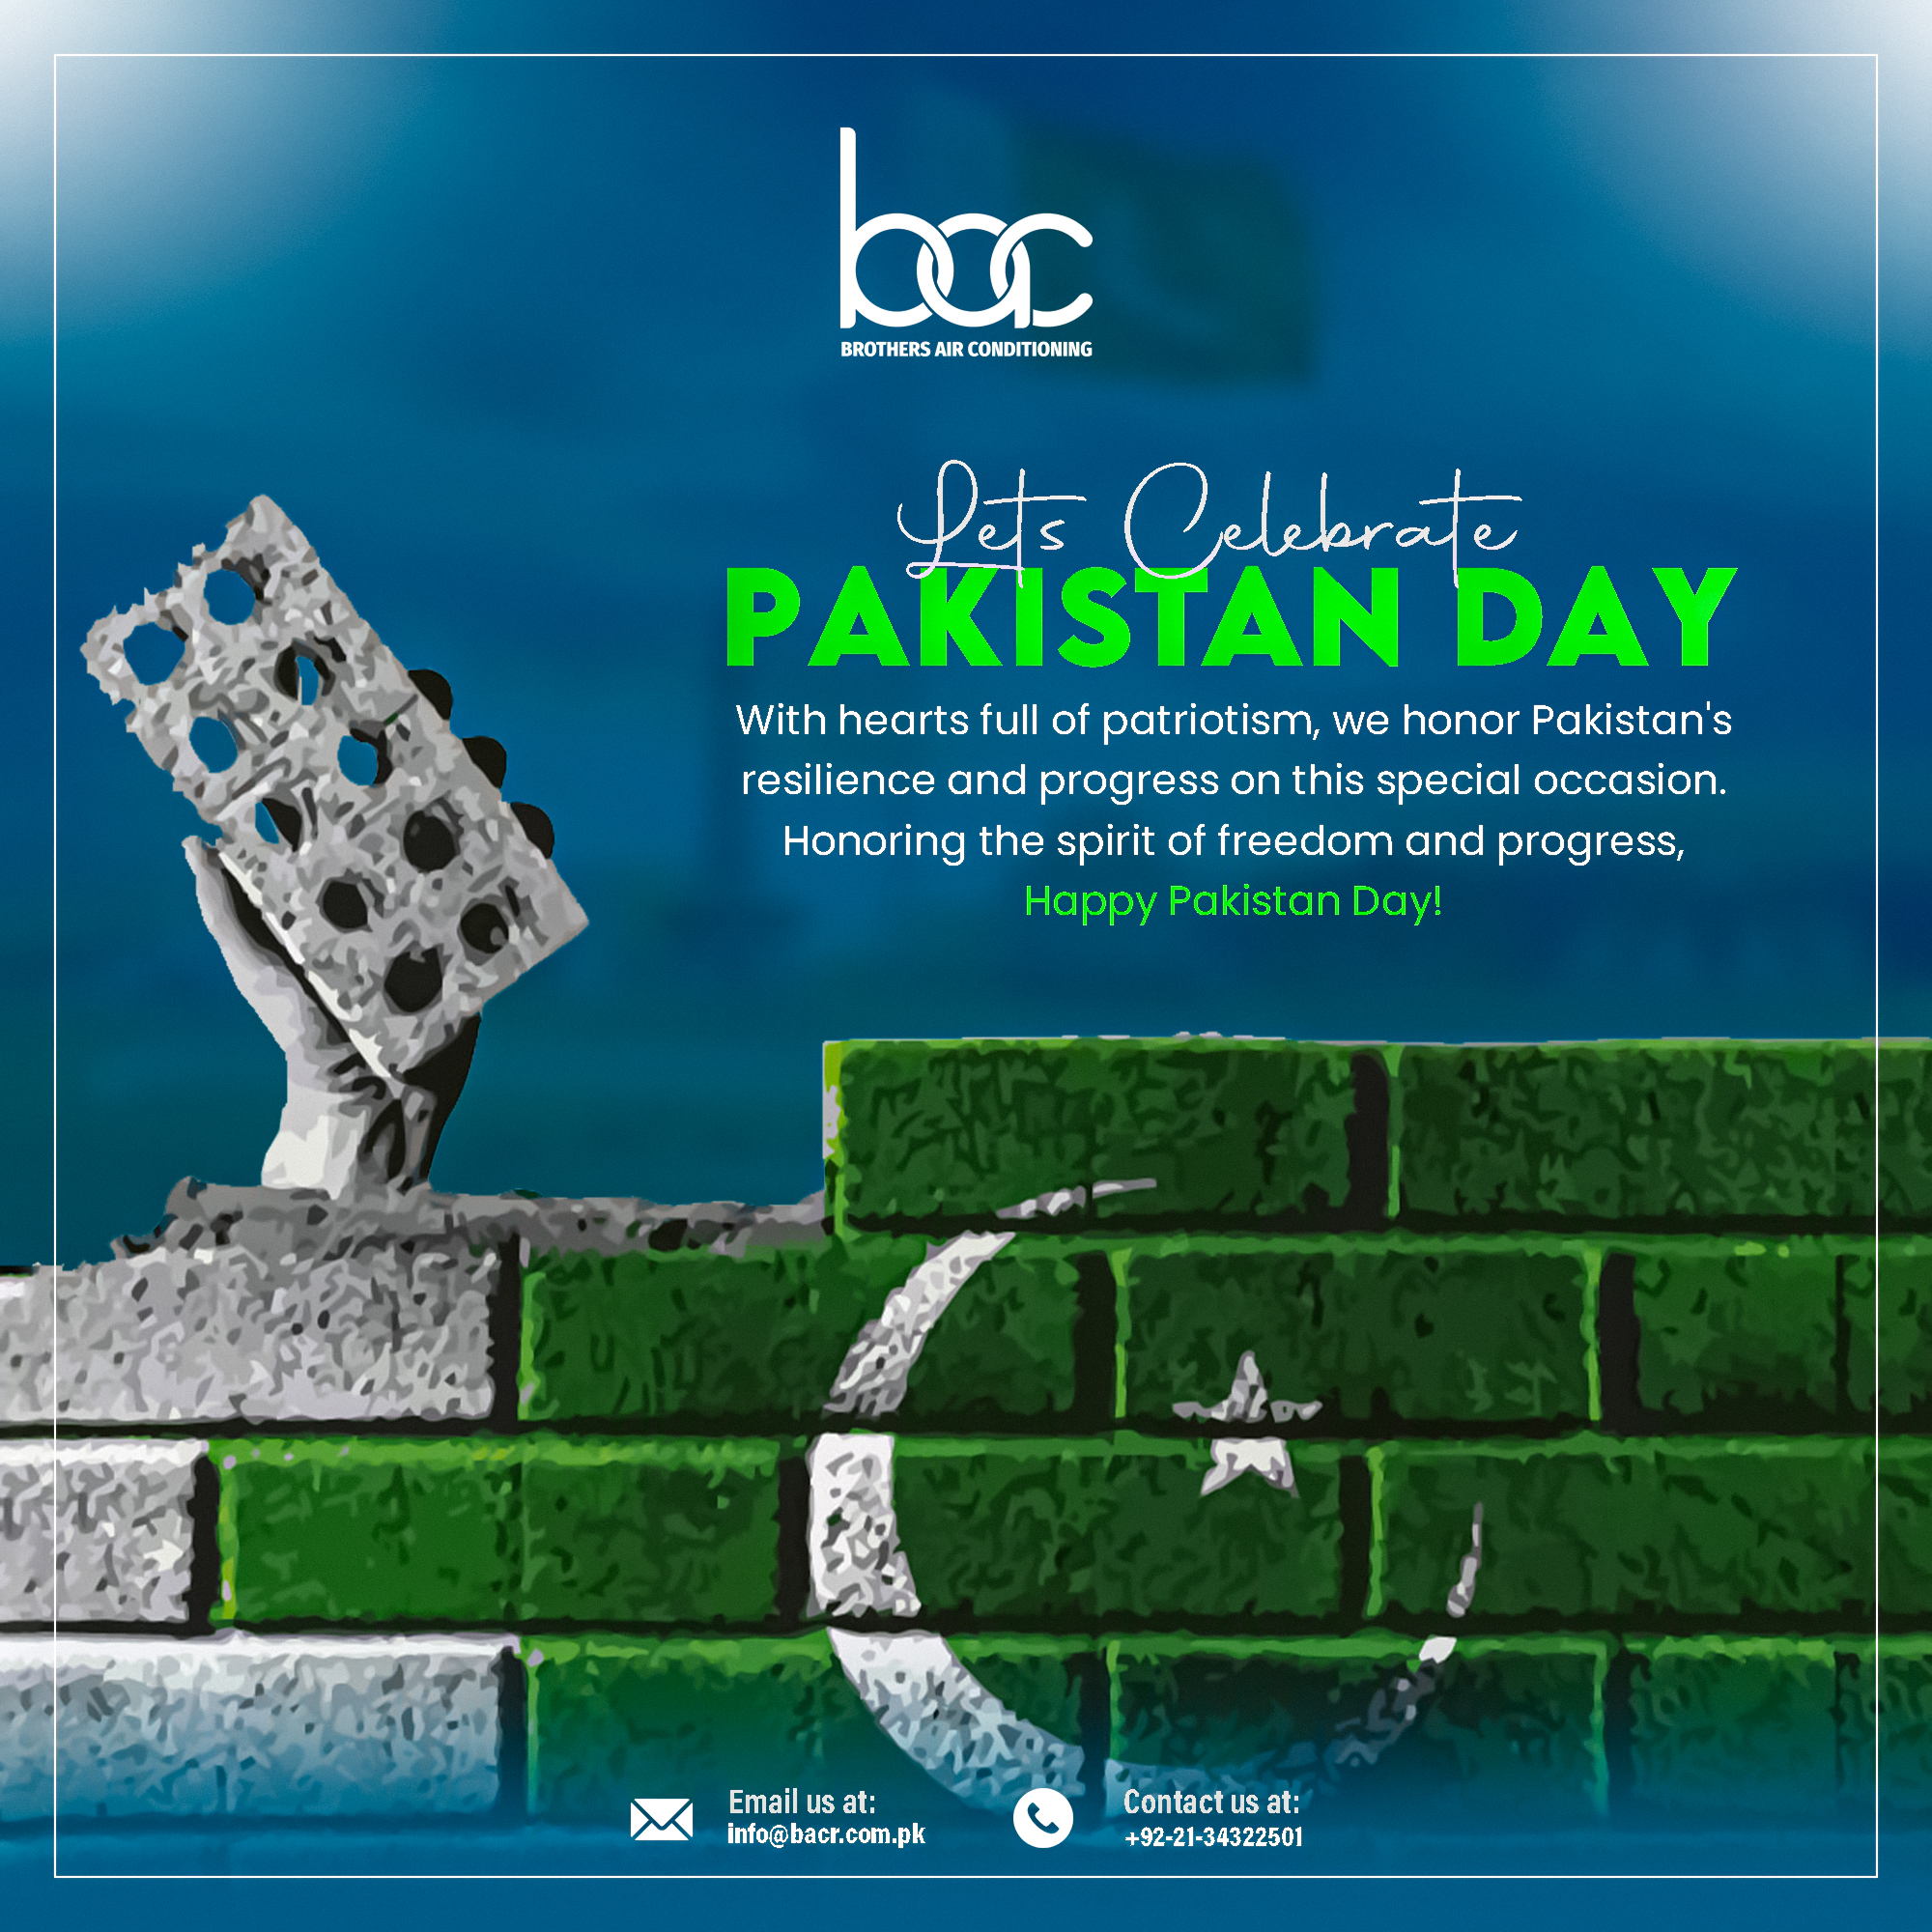 bac
BROTHERS AIR CONDITIONING
Lets Celebrate
PAKISTAN DAY
With hearts full of patriotism, we honor Pakistan's
resilience and progress on this special occasion.
Honoring the spirit of freedom and progress,
Happy Pakistan Day!
Email us at:
info@bacr.com.pk
Contact us at:
+92-21-34322501